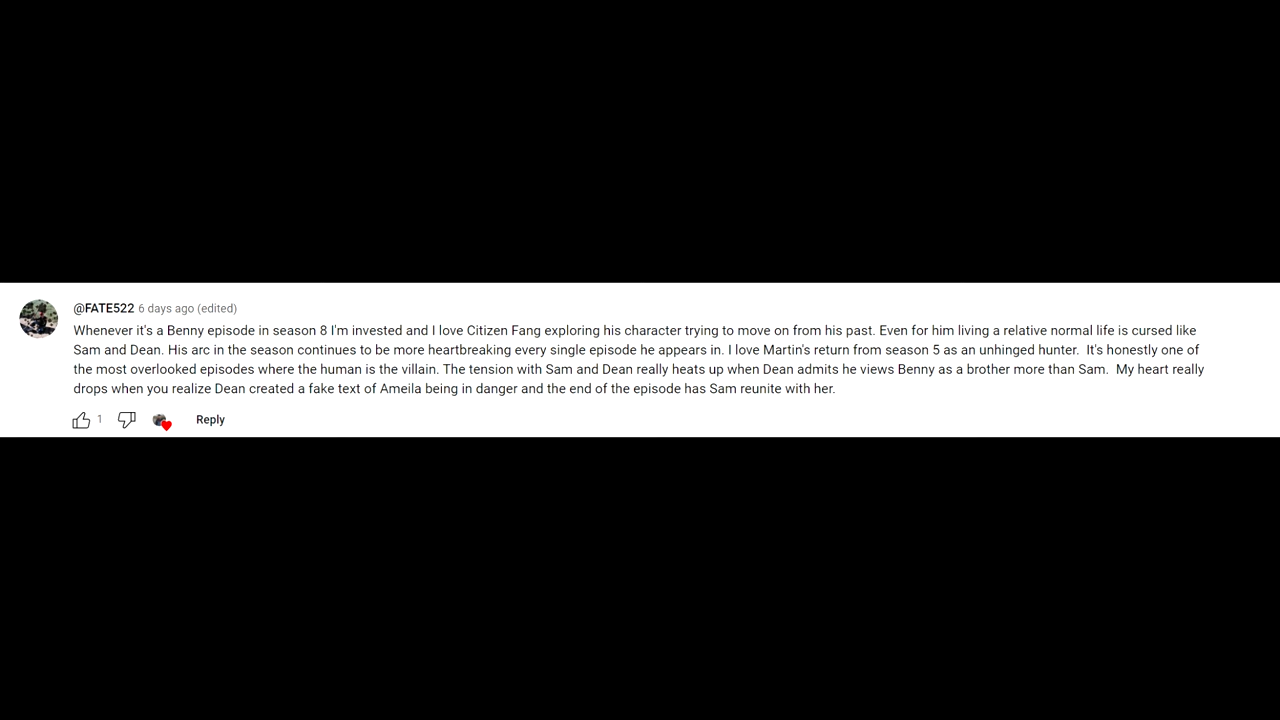 @FATE522 6 days ago (edited)
Whenever it's a Benny episode in season 8 I'm invested and I love Citizen Fang exploring his character trying to move on from his past. Even for him living a relative normal life is cursed like
Sam and Dean. His arc in the season continues to be more heartbreaking every single episode he appears in. I love Martin's return from season 5 as an unhinged hunter.  It's honestly one of
the most overlooked episodes where the human is the villain. The tension with Sam and Dean really heats up when Dean admits he views Benny as a brother more than Sam.  My heart really
drops when you realize Dean created a fake text of Ameila being in danger and the end of the episode has Sam reunite with her.
1 Reply